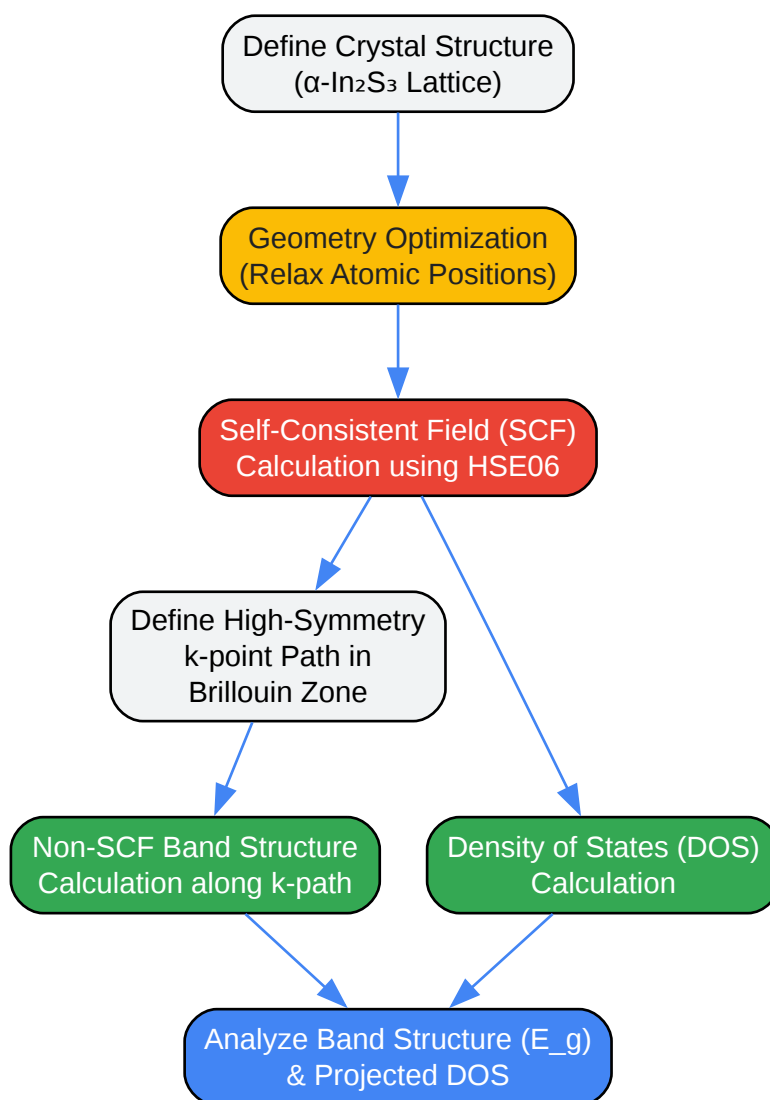 Define Crystal Structure
(α-In₂S₃ Lattice)
Geometry Optimization
(Relax Atomic Positions)
Self-Consistent Field (SCF)
Calculation using HSE06
Define High-Symmetry
k-point Path in
Brillouin Zone
Non-SCF Band Structure
Calculation along k-path
Density of States (DOS)
Calculation
Analyze Band Structure (E_g)
& Projected DOS